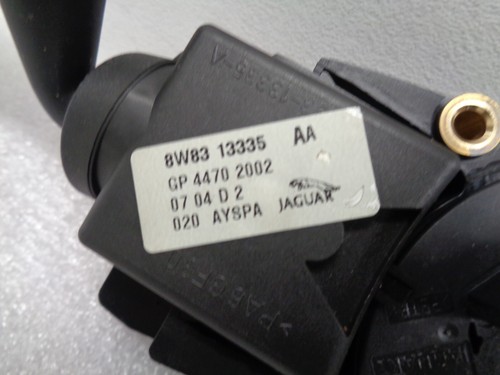 8W83 13335 AA
GP 4470 2002
07 04 D 2
020 AYSPA JAGUAR